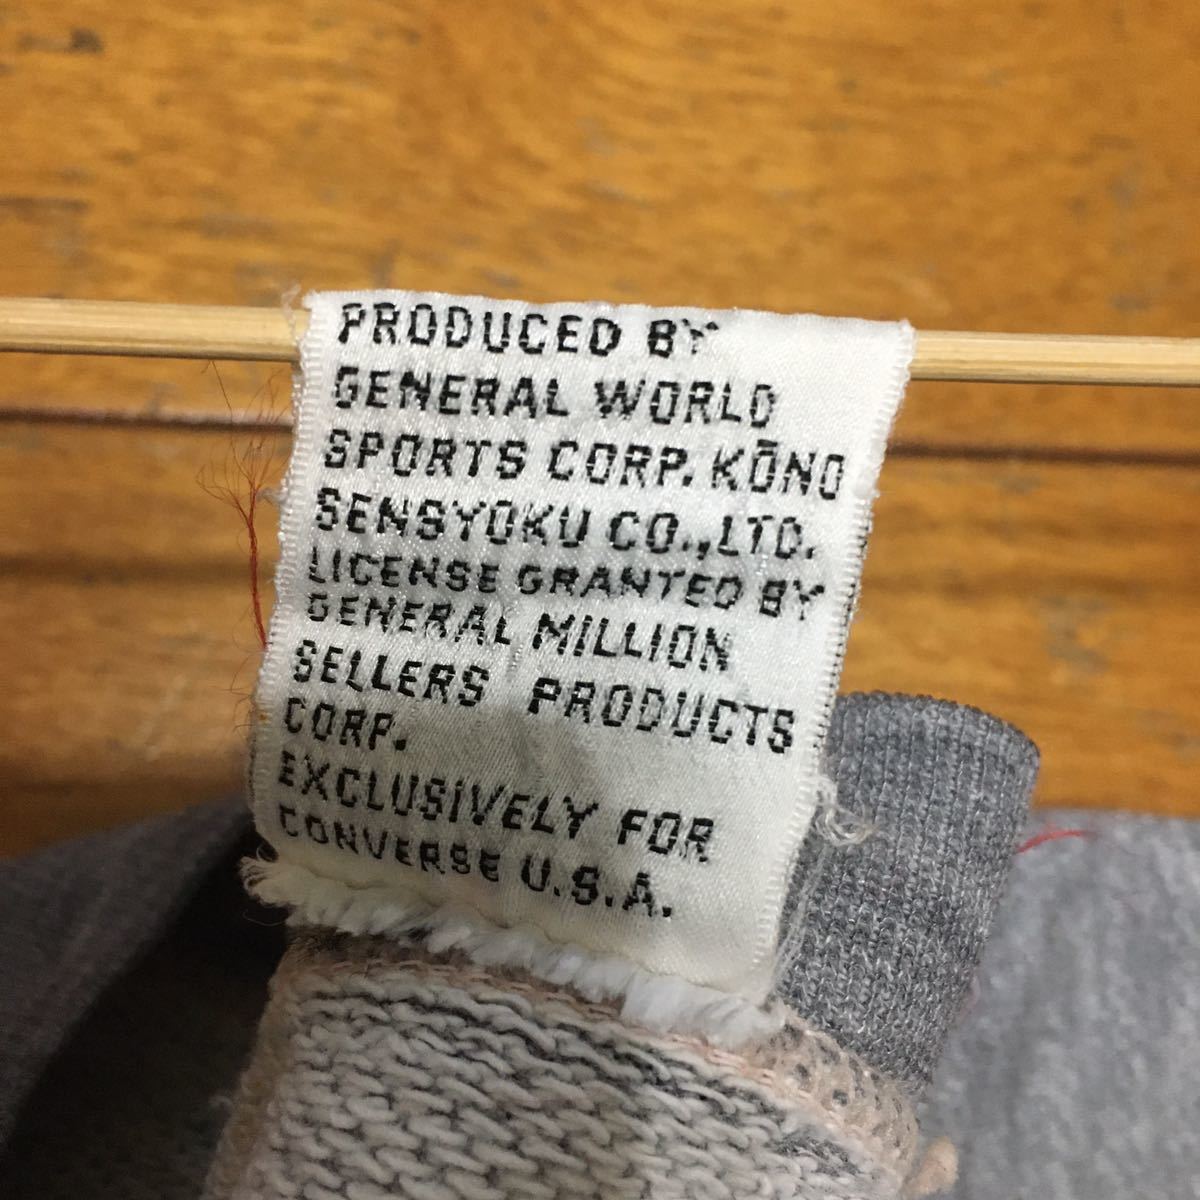 PRODUCED BY
GENERAL WORLD
SPORTS CORP. KŌNO
SENSYOKU CO.,LTD.
LICENSE GRANTED BY
GENERAL MILLION
SELLERS PRODUCTS
CORP.
EXCLUSIVELY FOR
CONVERSE U.S.A.